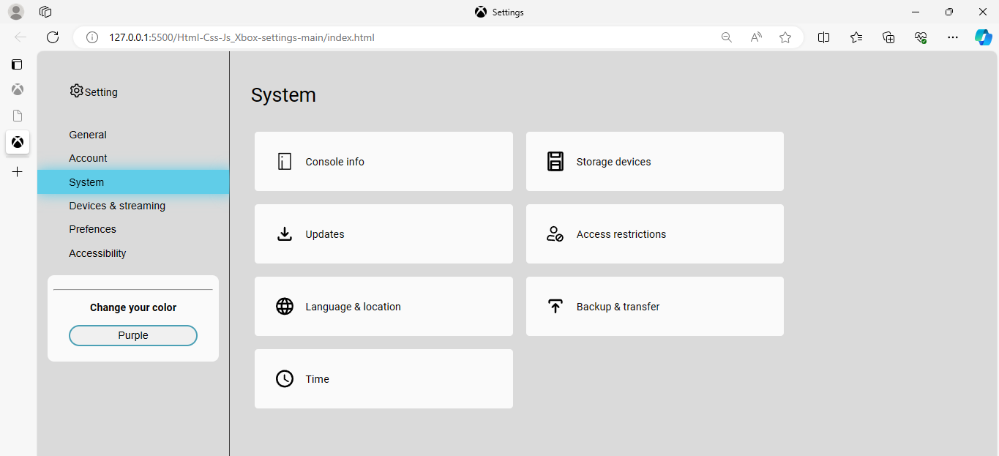 Settings
127.0.0.1:5500/Html-Css-Js_Xbox-settings-main/index.html
Setting
General
Account
System
Devices & streaming
Prefences
Accessibility
Change your color
Purple
System
Console info
Storage devices
Updates
Access restrictions
Language & location
Backup & transfer
Time